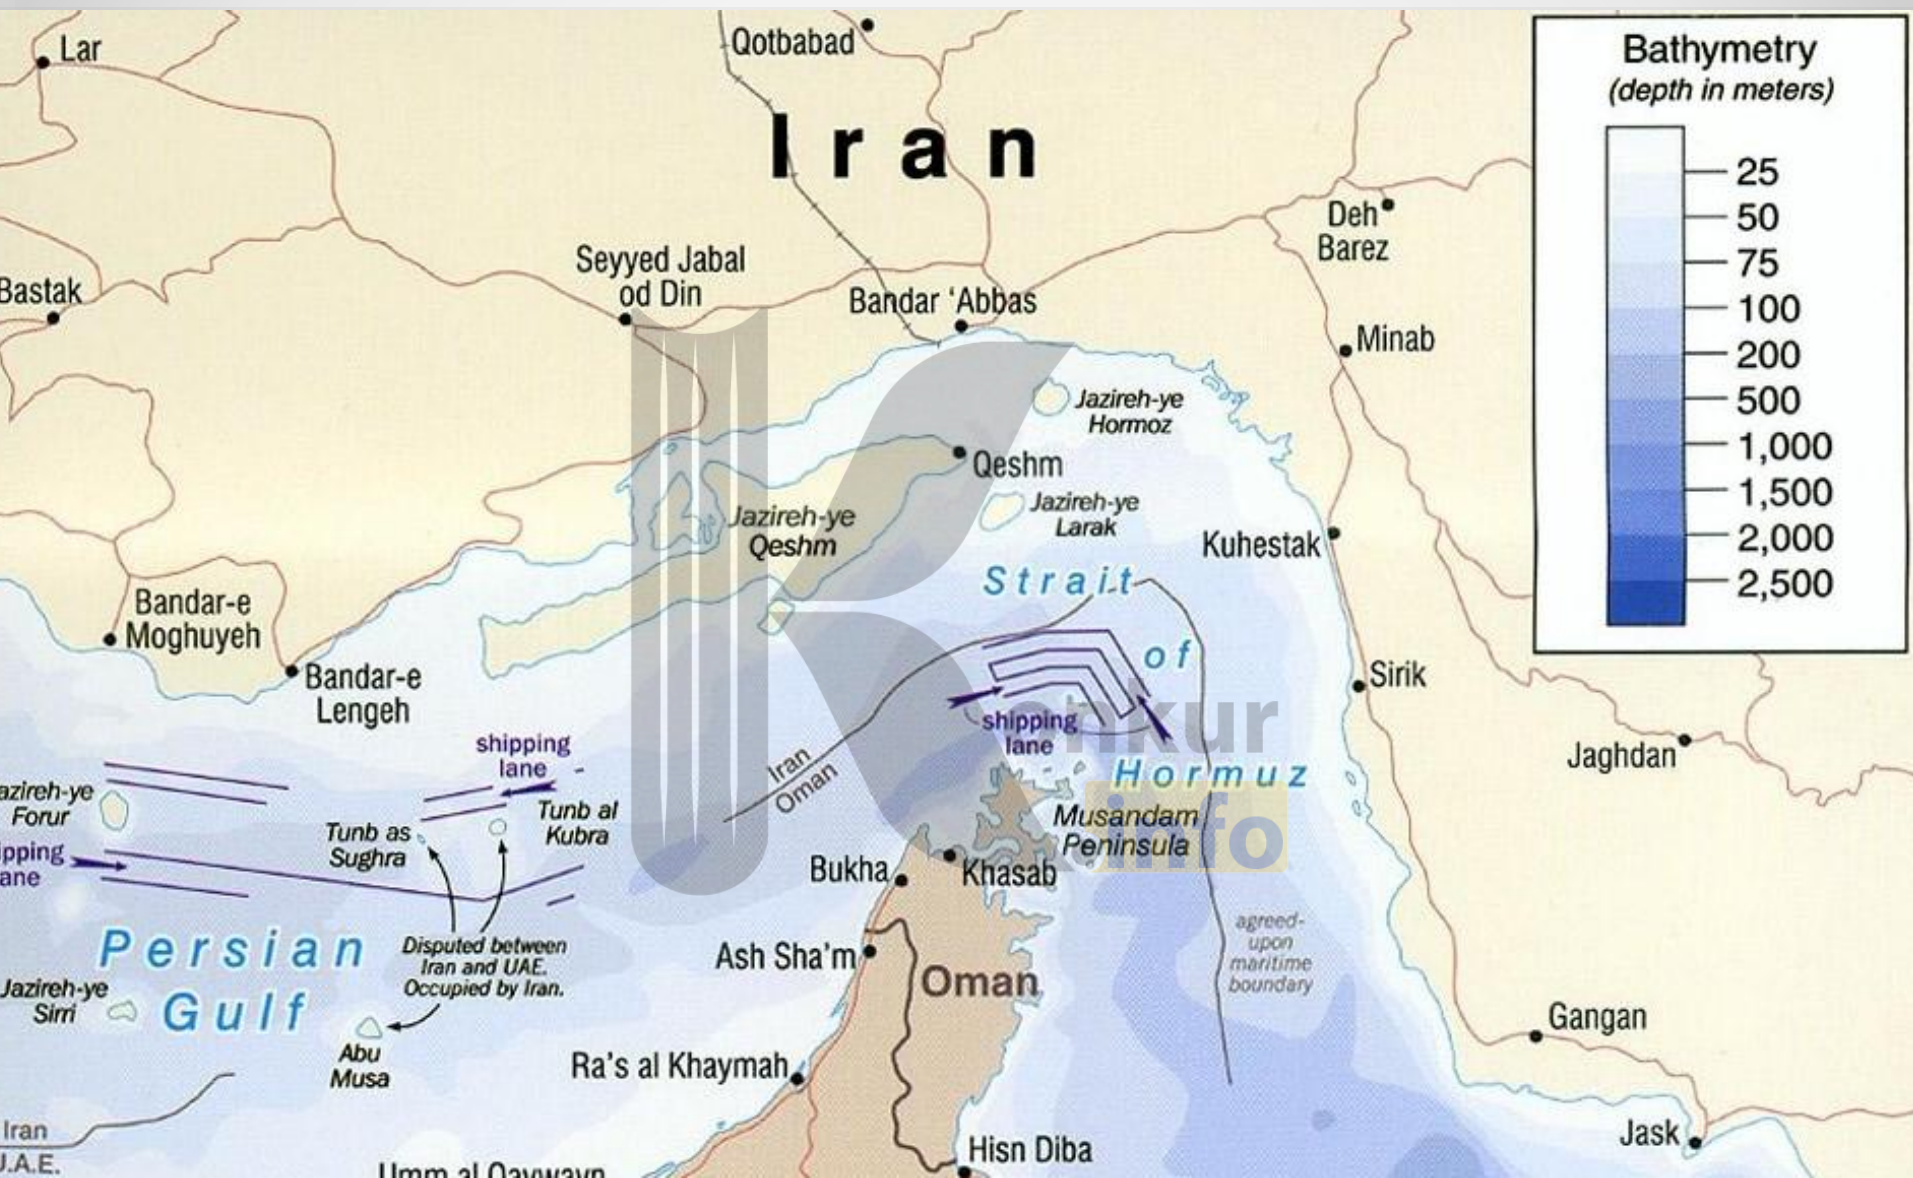 Lar
Qotbabad
Iran
Bathymetry
(depth in meters)
25
50
75
100
200
500
1,000
1,500
2,000
2,500
Deh
Barez
Seyyed Jabal
od Din
Bastak
Bandar ‘Abbas
Minab
Jazireh-ye
Hormoz
Qeshm
Jazireh-ye
Larak
Jazireh-ye
Qeshm
Kuhestak
Strait
of
Hormuz
Bandar-e
Moghuyeh
Bandar-e
Lengeh
Sirik
shipping
lane
onkur
info
Jaghdan
shipping
lane
Iran
Oman
azireh-ye
Forur
Tunb as
Sughra
Tunb al
Kubra
Musandam
Peninsula
ipping
ane
Bukha
Khasab
Persian
Gulf
Disputed between
Iran and UAE.
Occupied by Iran.
Ash Sha’m
Oman
agreed-
upon
maritime
boundary
Jazireh-ye
Sirri
Gangan
Abu
Musa
Ra’s al Khaymah
Iran
J.A.E.
Jask
Hisn Diba
Umm al Qaywayn